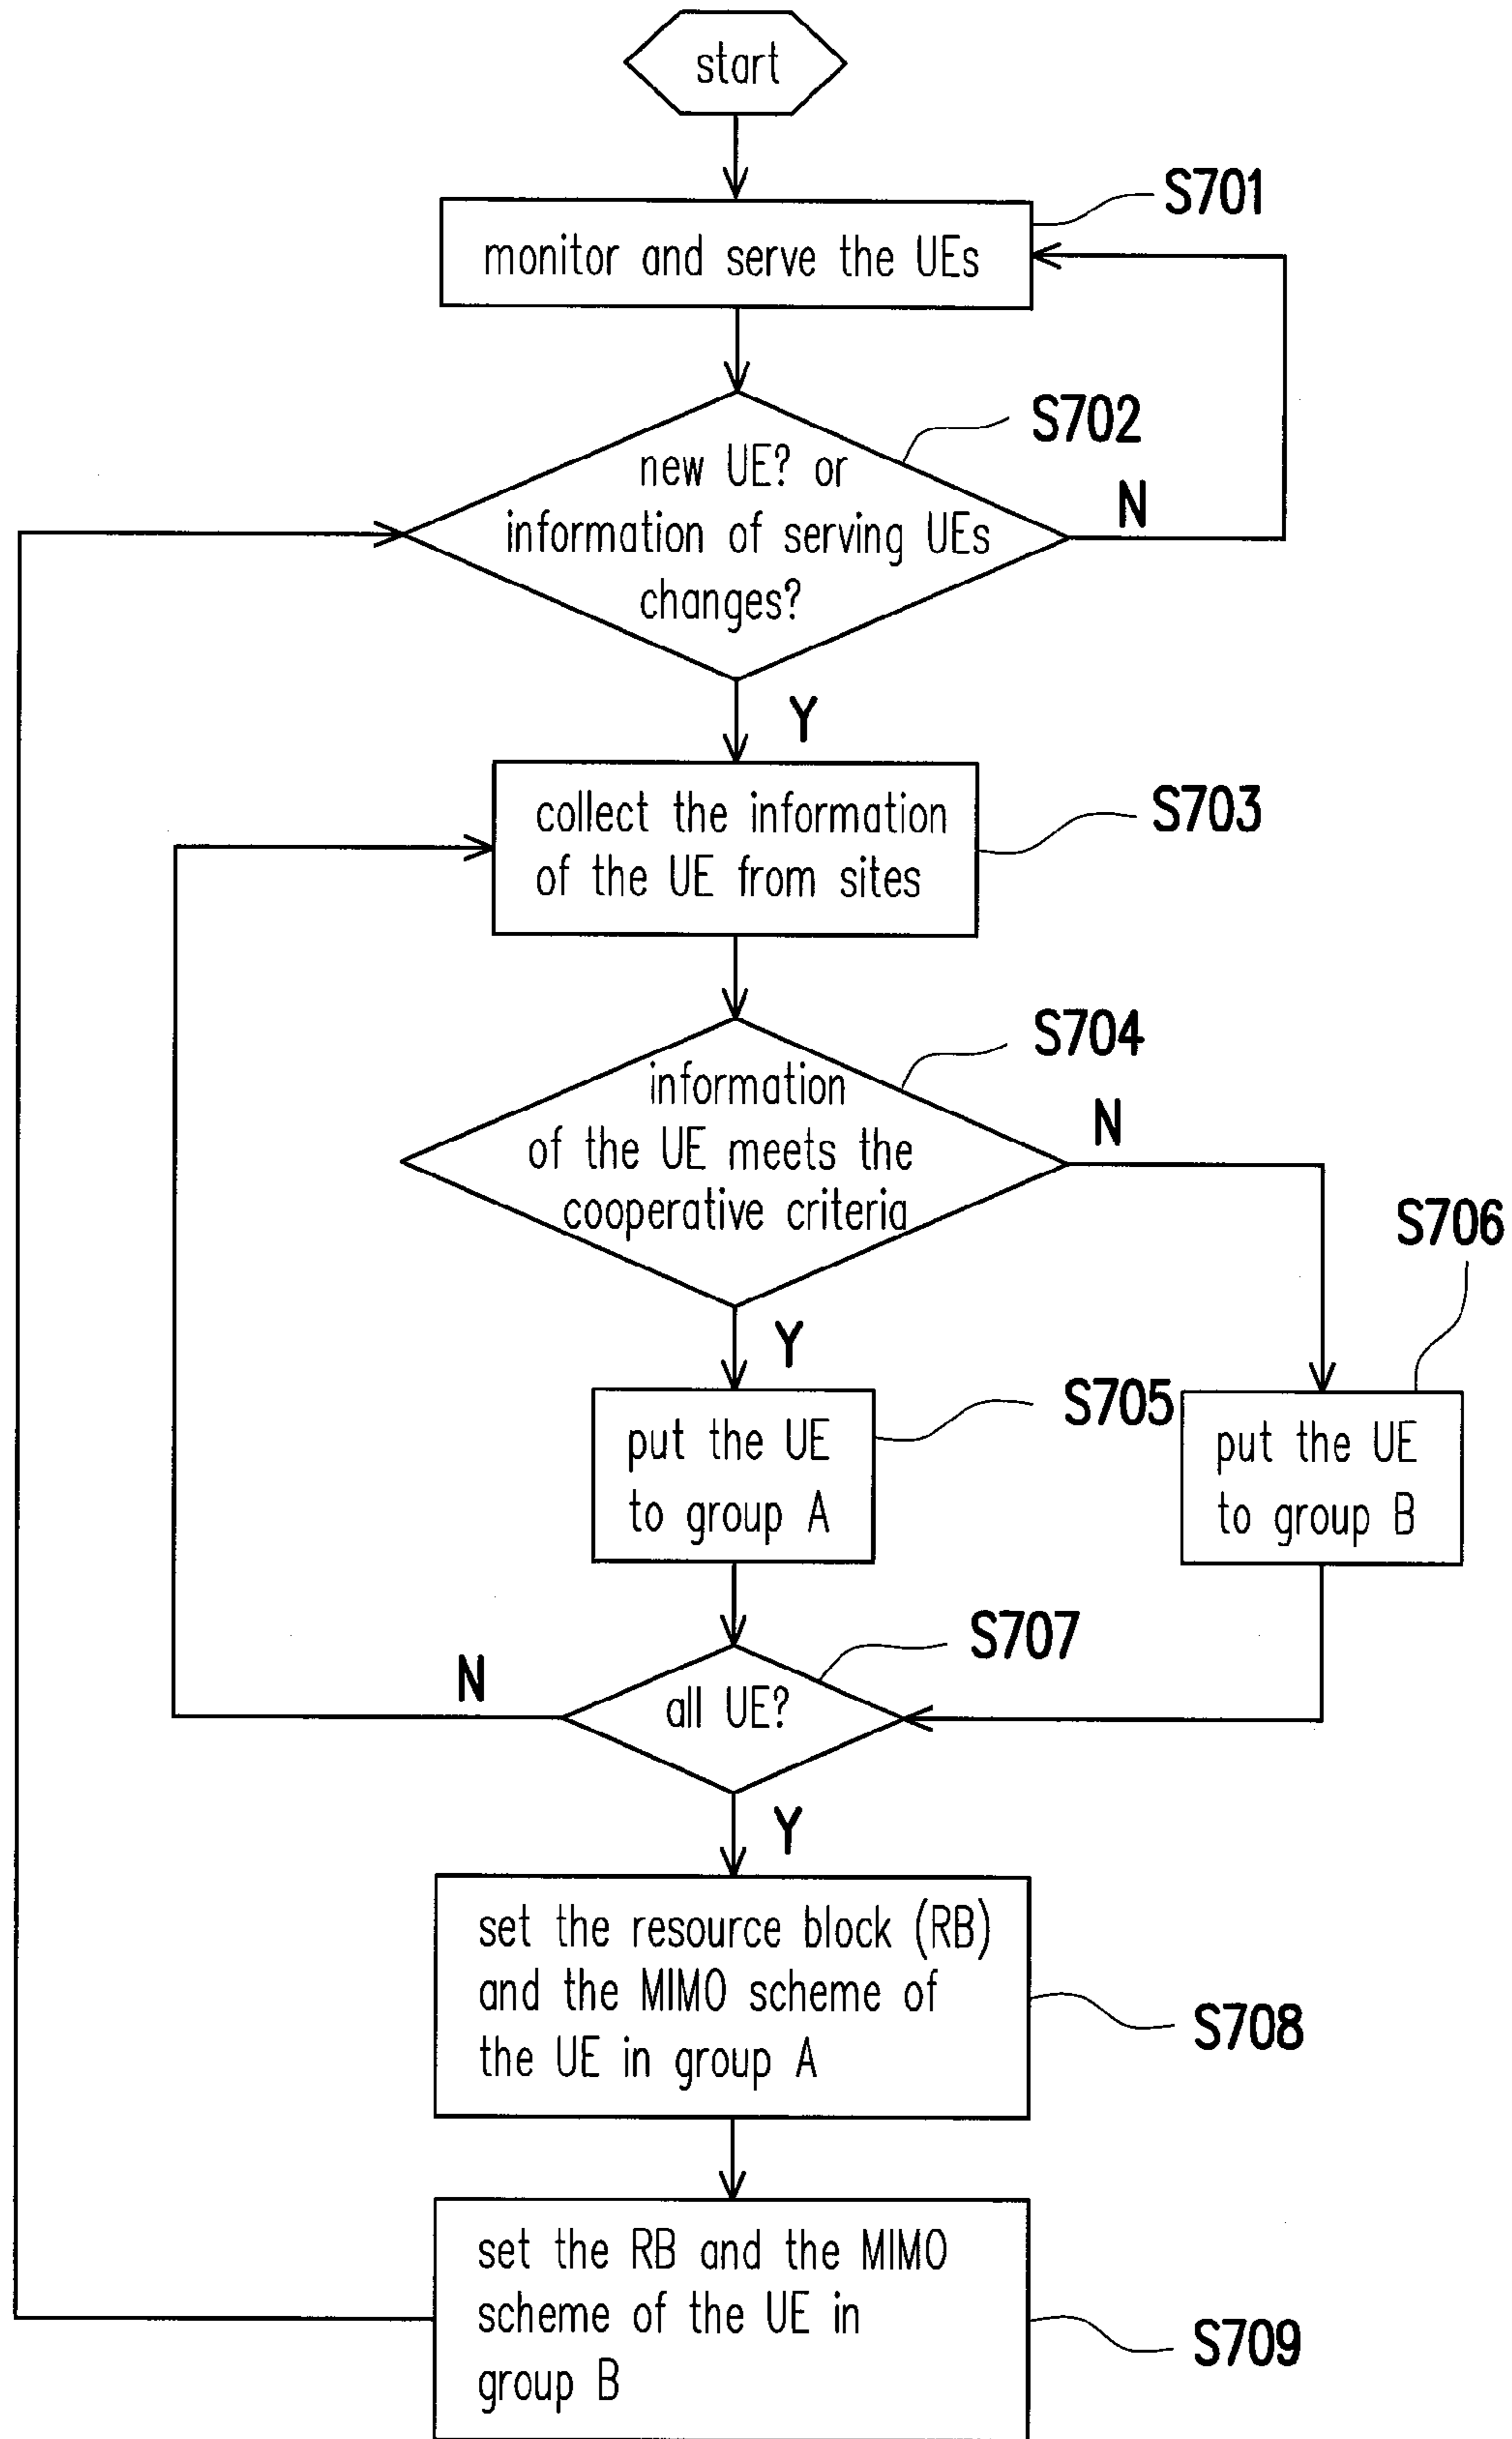 start
S701
monitor and serve the UEs
S702
new UE? or
information of serving UEs
changes?
N
Y
collect the information
of the UE from sites
S703
S704
information
of the UE meets the
cooperative criteria
N
S706
Y
S705
put the UE
to group A
put the UE
to group B
S707
N
all UE?
Y
set the resource block (RB)
and the MIMO scheme of
the UE in group A
S708
set the RB and the MIMO
scheme of the UE in
group B
S709